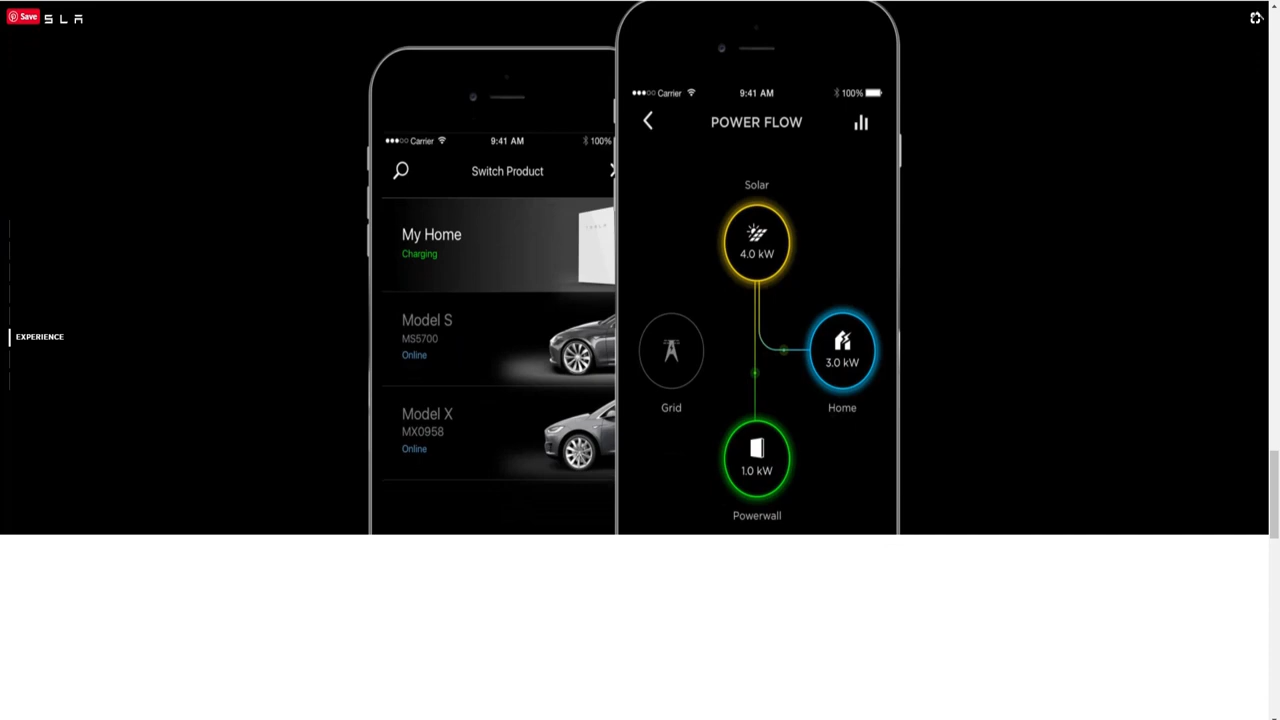 Save
S L A
●●●○○ Carrier
9:41 AM
100%
Switch Product
My Home
Charging
Model S
MS5700
Online
Model X
MX0958
Online
●●●○○ Carrier
9:41 AM
100%
POWER FLOW
Solar
4.0 kW
3.0 kW
Grid
Home
1.0 kW
Powerwall
EXPERIENCE